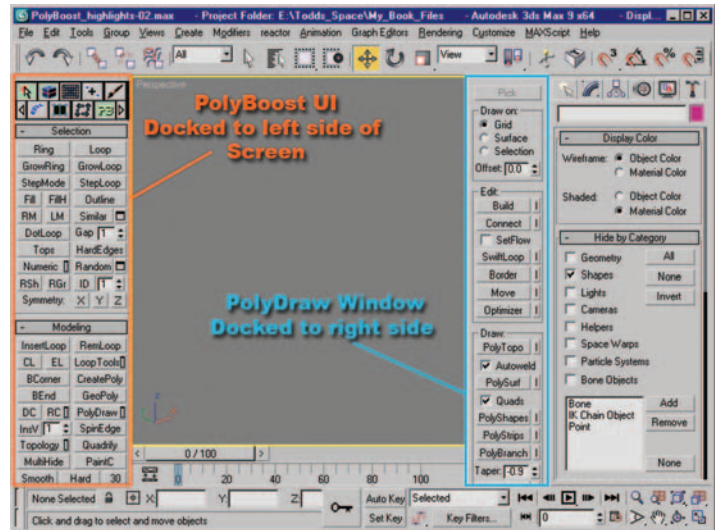 PolyBoost_highlights-02.max - Project Folder: E:\Todds_Space\My_Book_Files - Autodesk 3ds Max 9 x64 - Displ...
File Edit Tools Group Views Create Modifiers reactor Animation Graph Editors Rendering Customize MAXScript Help
All
View
Perspective
PolyBoost UI
Docked to left side of
Screen
PolyDraw Window
Docked to right side
- Selection
Ring Loop
GrowRing GrowLoop
StepMode StepLoop
Fill FillH Outline
RM LM Similar
DotLoop Gap 1
Tops HardEdges
Numeric Random
RSh RGr ID 1
Symmetry: X Y Z
- Modeling
InsertLoop RemLoop
CL EL LoopTools
BCorner CreatePoly
BEnd GeoPoly
DC RC PolyDraw
InsV 1 SpinEdge
Topology Quadrify
MultiHide PaintC
Smooth Hard 30
Pick
Draw on:
Grid
Surface
Selection
Offset: 0.0
Edit:
Build I
Connect I
SetFlow
SwiftLoop I
Border I
Move I
Optimizer I
Draw:
PolyTopo I
Autoweld
PolySurf I
Quads
PolyShapes I
PolyStrips I
PolyBranch I
Taper: -0.9
- Display Color
Wireframe: Object Color
Material Color
Shaded: Object Color
Material Color
- Hide by Category
Geometry All
Shapes None
Lights Invert
Cameras
Helpers
Space Warps
Particle Systems
Bone Objects
Bone Add
IK Chain Object Remove
Point
None
< 0 / 100 >
0 20 40 60 80 100
None Selected X: Y: Z: Auto Key Selected
Click and drag to select and move objects Set Key Key Filters... 0